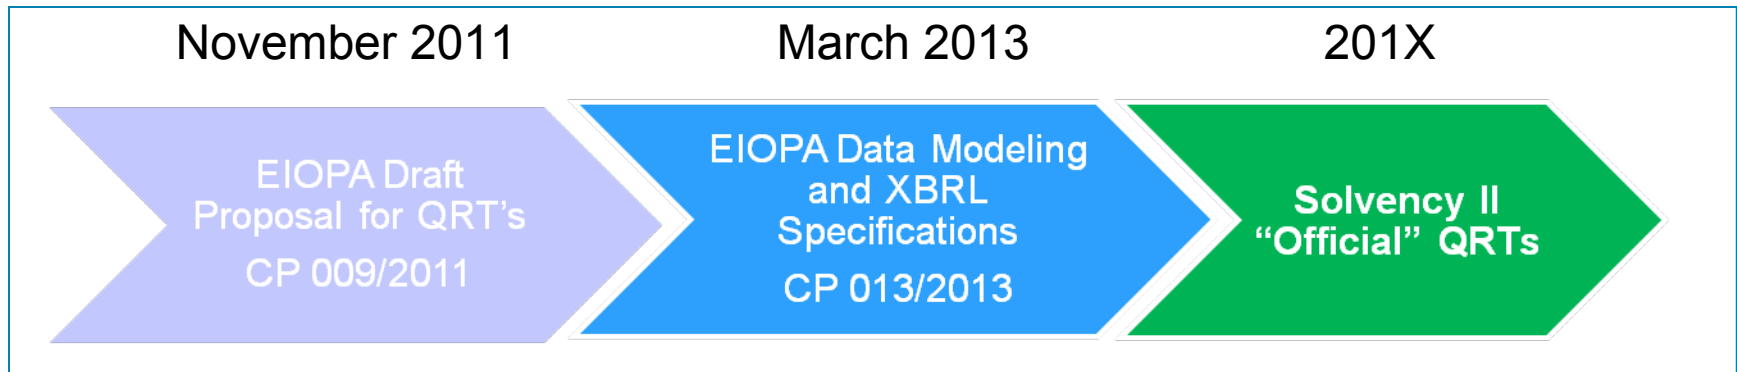 November 2011
March 2013
201X
EIOPA Draft
Proposal for QRT's
CP 009/2011
EIOPA Data Modeling
and XBRL
Specifications
CP 013/2013
Solvency II
“Official” QRTs